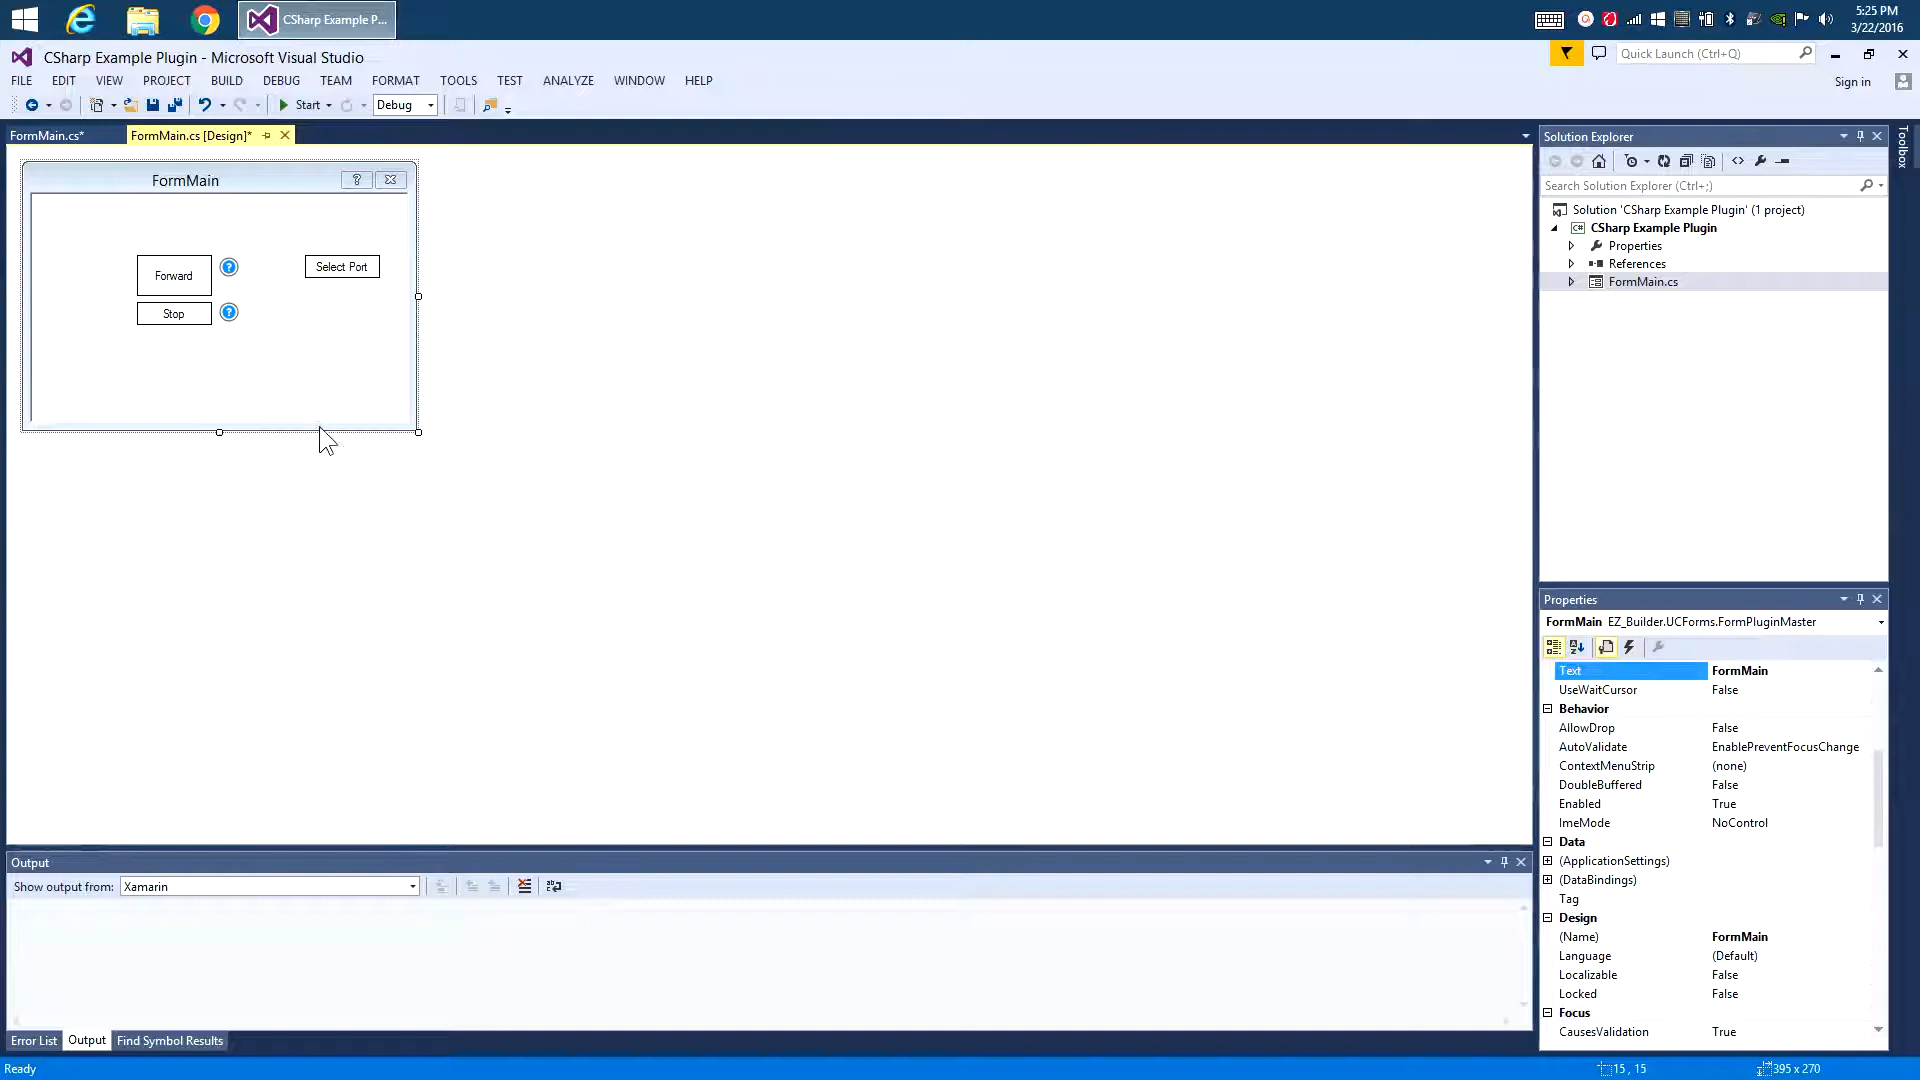 CSharp Example P...
5:25 PM
3/22/2016
CSharp Example Plugin - Microsoft Visual Studio
Quick Launch (Ctrl+Q)
FILE EDIT VIEW PROJECT BUILD DEBUG TEAM FORMAT TOOLS TEST ANALYZE WINDOW HELP
Sign in
Start Debug
FormMain.cs* FormMain.cs [Design]*
FormMain
Forward
Select Port
Stop
Solution Explorer
Search Solution Explorer (Ctrl+;)
Solution 'CSharp Example Plugin' (1 project)
C# CSharp Example Plugin
Properties
References
FormMain.cs
Toolbox
Properties
FormMain EZ_Builder.UCForms.FormPluginMaster
Text FormMain
UseWaitCursor False
Behavior
AllowDrop False
AutoValidate EnablePreventFocusChange
ContextMenuStrip (none)
DoubleBuffered False
Enabled True
ImeMode NoControl
Data
(ApplicationSettings)
(DataBindings)
Tag
Design
(Name) FormMain
Language (Default)
Localizable False
Locked False
Focus
CausesValidation True
Output
Show output from: Xamarin
Error List Output Find Symbol Results
Ready
15 , 15
395 x 270